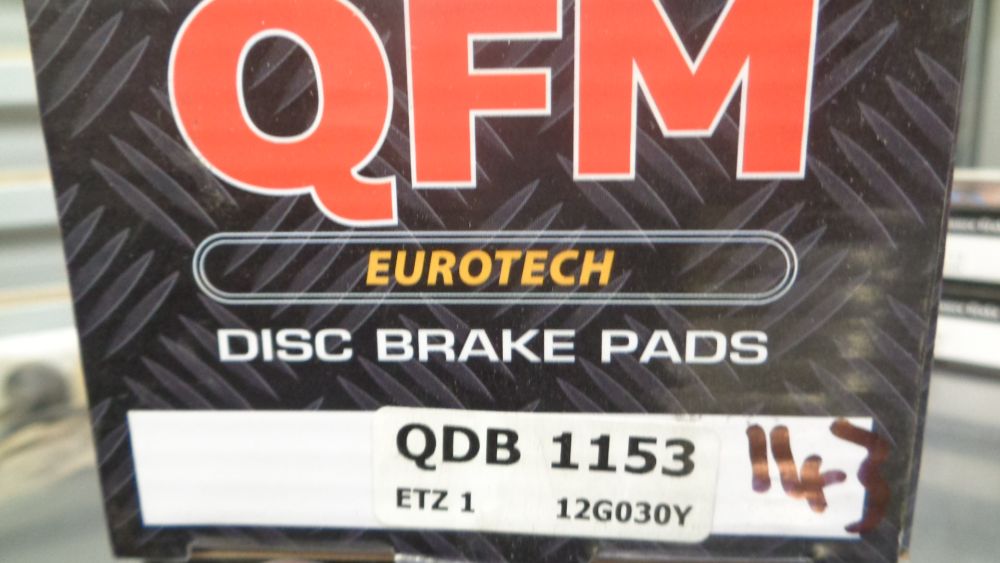 QFM
EUROTECH
DISC BRAKE PADS
QDB 1153
ETZ 1 12G030Y
143